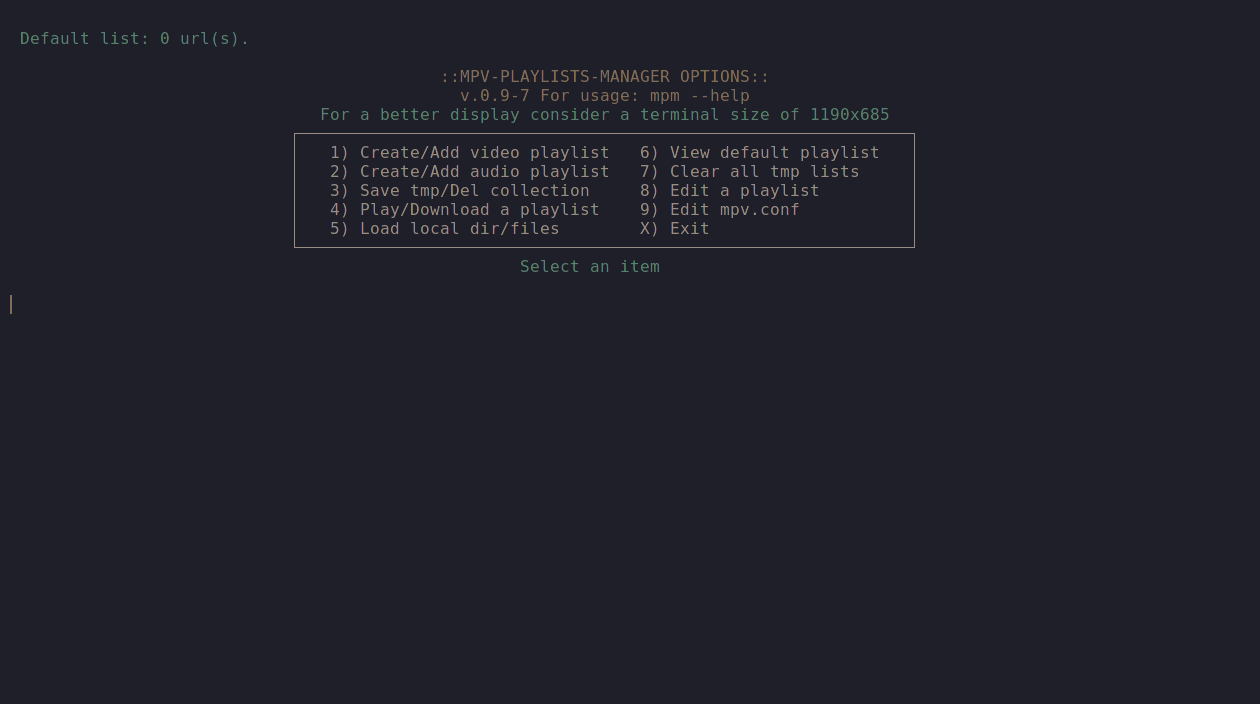 Default list: 0 url(s).
::MPV-PLAYLISTS-MANAGER OPTIONS::
v.0.9-7 For usage: mpm --help
For a better display consider a terminal size of 1190x685
1) Create/Add video playlist   6) View default playlist
2) Create/Add audio playlist   7) Clear all tmp lists
3) Save tmp/Del collection     8) Edit a playlist
4) Play/Download a playlist    9) Edit mpv.conf
5) Load local dir/files        X) Exit
Select an item